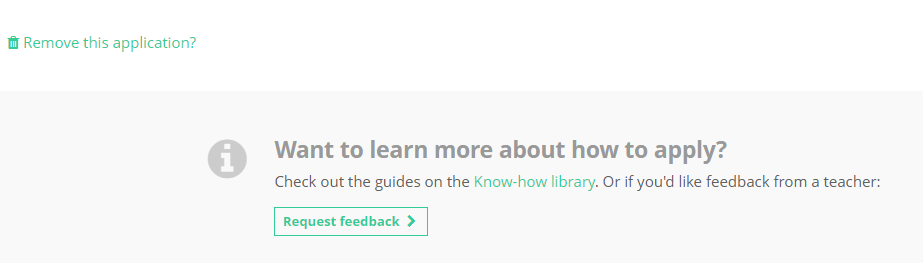 Remove this application?
Want to learn more about how to apply?
Check out the guides on the Know-how library. Or if you'd like feedback from a teacher:
Request feedback